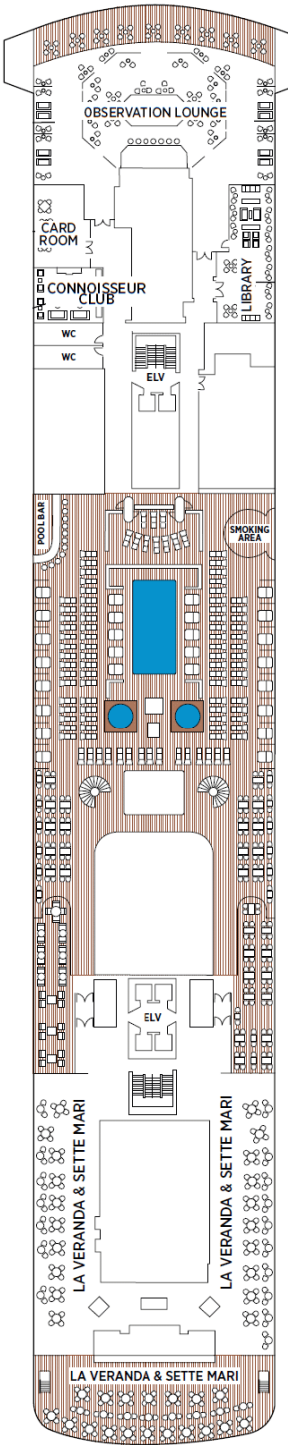 OBSERVATION LOUNGE
CARD
ROOM
LIBRARY
CONNOISSEUR
CLUB
WC
WC
ELV
POOL BAR
SMOKING
AREA
ELV
LA VERANDA & SETTE MARI
LA VERANDA & SETTE MARI
LA VERANDA & SETTE MARI